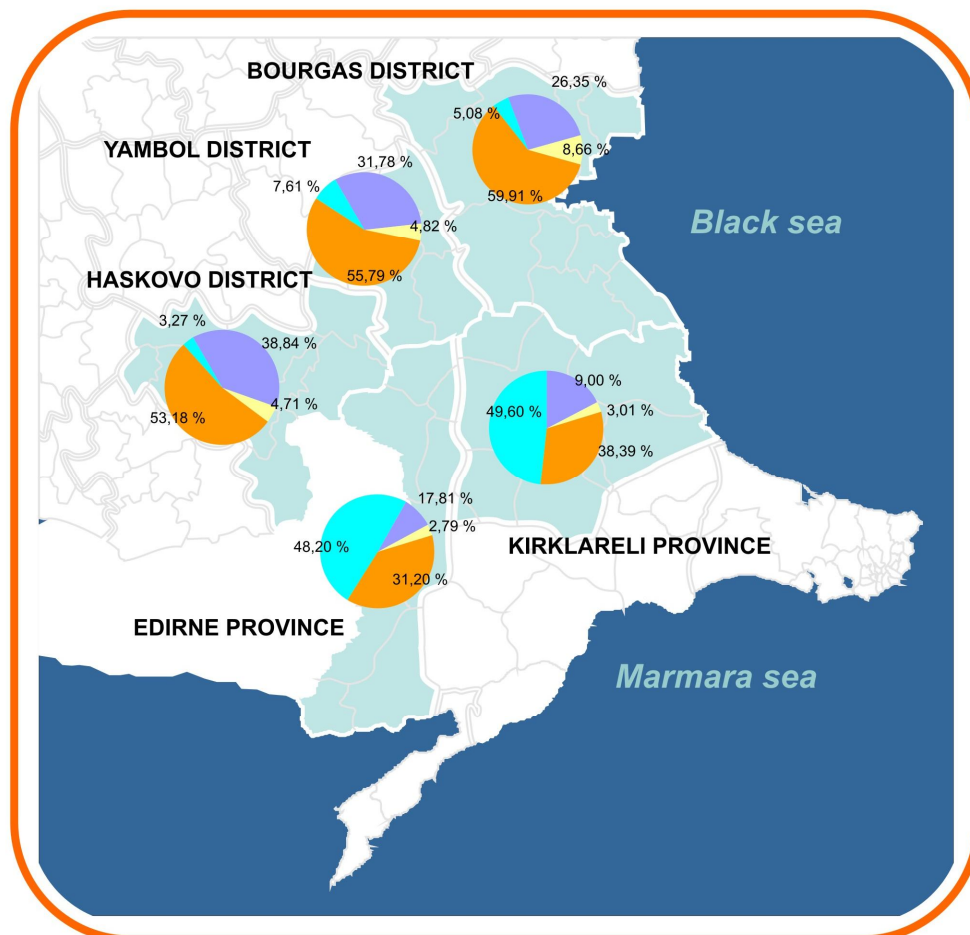 BOURGAS DISTRICT
26,35 %
5,08 %
8,66 %
59,91 %
YAMBOL DISTRICT
31,78 %
7,61 %
4,82 %
55,79 %
Black sea
HASKOVO DISTRICT
3,27 %
38,84 %
4,71 %
53,18 %
9,00 %
49,60 %
3,01 %
38,39 %
KIRKLARELI PROVINCE
17,81 %
2,79 %
48,20 %
31,20 %
EDIRNE PROVINCE
Marmara sea